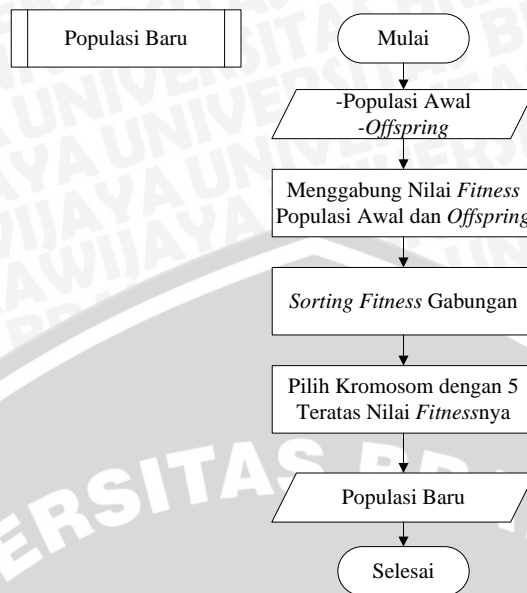 Populasi Baru
Mulai
-Populasi Awal
-Offspring
Menggabung Nilai Fitness
Populasi Awal dan Offspring
Sorting Fitness Gabungan
Pilih Kromosom dengan 5
Teratas Nilai Fitnessnya
Populasi Baru
Selesai